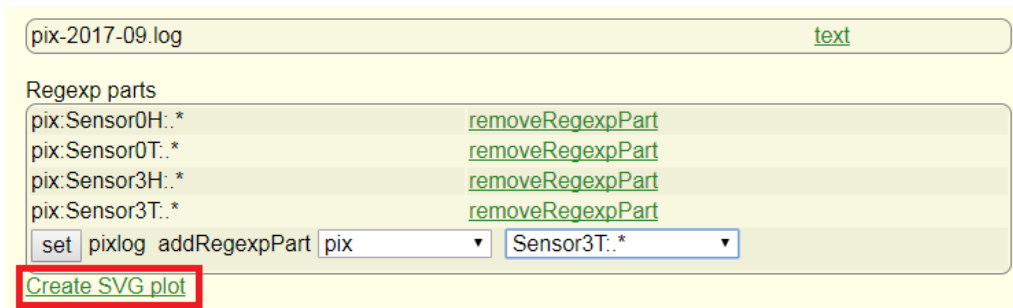 pix-2017-09.log text
Regexp parts
pix:Sensor0H:.* removeRegexpPart
pix:Sensor0T:.* removeRegexpPart
pix:Sensor3H:.* removeRegexpPart
pix:Sensor3T:.* removeRegexpPart
set pixlog addRegexpPart pix Sensor3T:.*
Create SVG plot